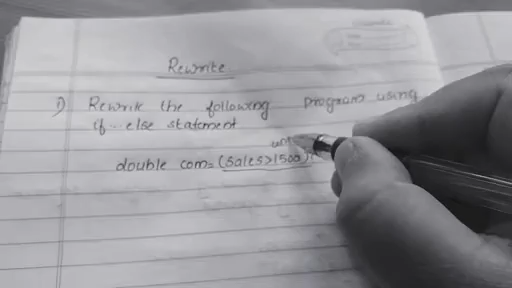 Rewrite
1) Rewrite the following program using
if...else statement
double com=(Sales>1500)